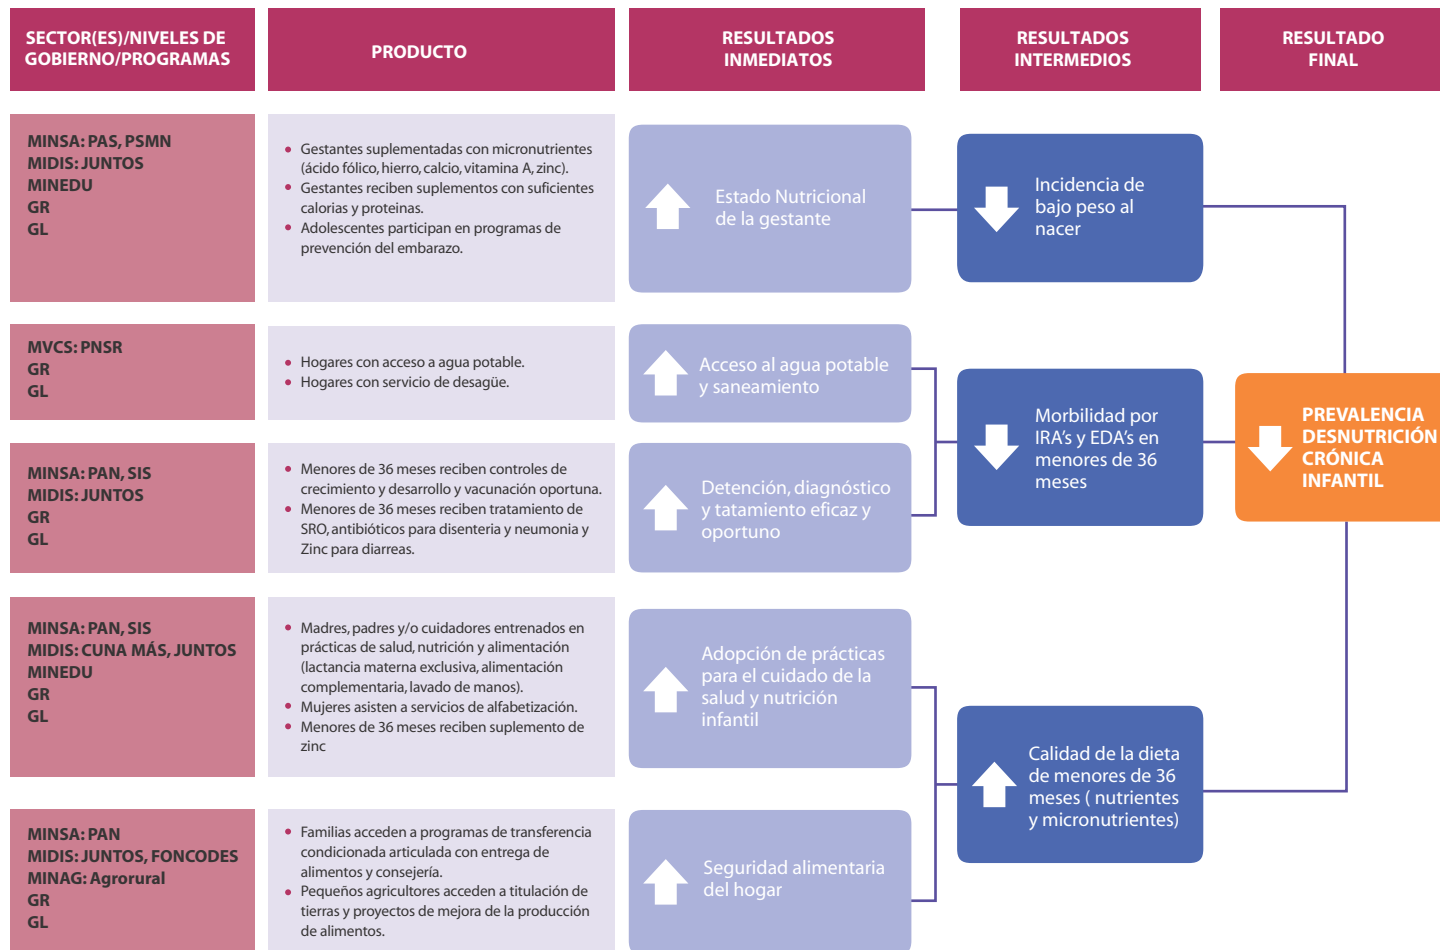 SECTOR(ES)/NIVELES DE
GOBIERNO/PROGRAMAS
PRODUCTO
RESULTADOS
INMEDIATOS
RESULTADOS
INTERMEDIOS
RESULTADO
FINAL
MINSA: PAS, PSMN
MIDIS: JUNTOS
MINEDU
GR
GL
• Gestantes suplementadas con micronutrientes
(ácido fólico, hierro, calcio, vitamina A, zinc).
• Gestantes reciben suplementos con suficientes
calorias y proteinas.
• Adolescentes participan en programas de
prevención del embarazo.
Estado Nutricional
de la gestante
Incidencia de
bajo peso al
nacer
MVCS: PNSR
GR
GL
• Hogares con acceso a agua potable.
• Hogares con servicio de desagüe.
Acceso al agua potable
y saneamiento
Morbilidad por
IRA's y EDA's en
menores de 36
meses
PREVALENCIA
DESNUTRICIÓN
CRÓNICA
INFANTIL
MINSA: PAN, SIS
MIDIS: JUNTOS
GR
GL
• Menores de 36 meses reciben controles de
crecimiento y desarrollo y vacunación oportuna.
• Menores de 36 meses reciben tratamiento de
SRO, antibióticos para disenteria y neumonia y
Zinc para diarreas.
Detención, diagnóstico
y tatamiento eficaz y
oportuno
MINSA: PAN, SIS
MIDIS: CUNA MÁS, JUNTOS
MINEDU
GR
GL
• Madres, padres y/o cuidadores entrenados en
prácticas de salud, nutrición y alimentación
(lactancia materna exclusiva, alimentación
complementaria, lavado de manos).
• Mujeres asisten a servicios de alfabetización.
• Menores de 36 meses reciben suplemento de
zinc
Adopción de prácticas
para el cuidado de la
salud y nutrición
infantil
Calidad de la dieta
de menores de 36
meses ( nutrientes
y micronutrientes)
MINSA: PAN
MIDIS: JUNTOS, FONCODES
MINAG: Agrorural
GR
GL
• Familias acceden a programas de transferencia
condicionada articulada con entrega de
alimentos y consejería.
• Pequeños agricultores acceden a titulación de
tierras y proyectos de mejora de la producción
de alimentos.
Seguridad alimentaria
del hogar